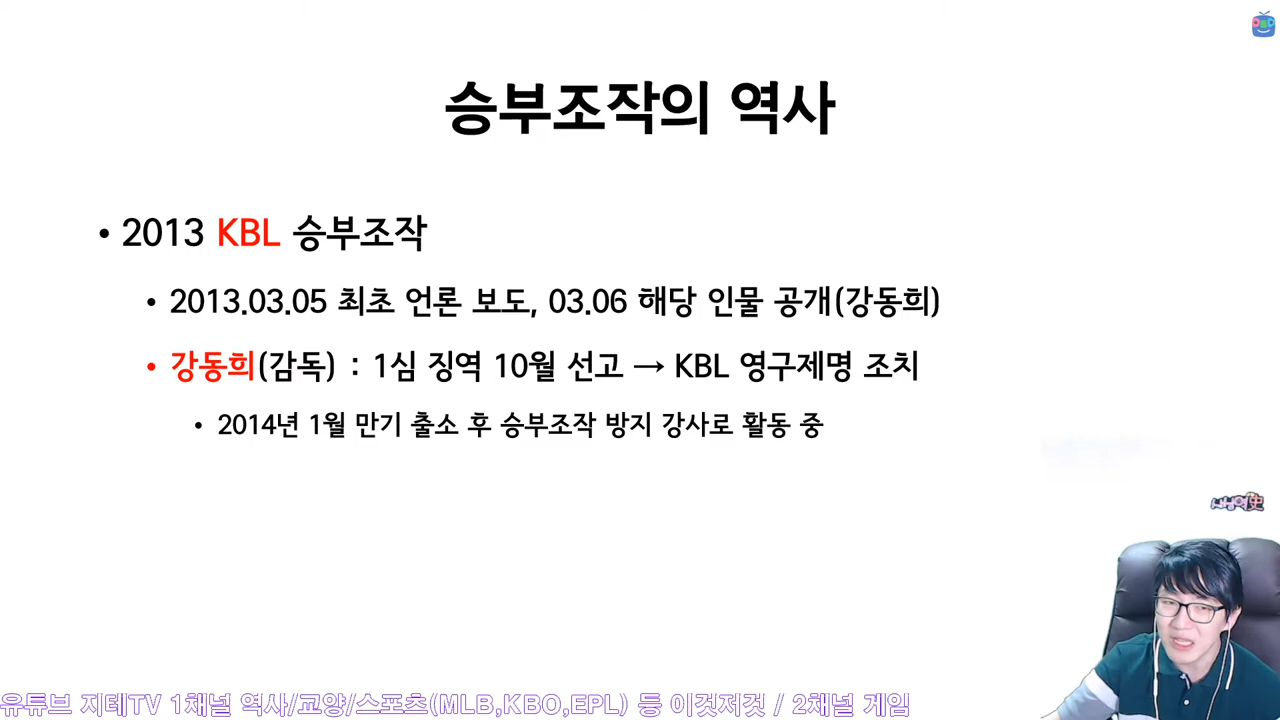 승부조작의 역사
• 2013 KBL 승부조작
• 2013.03.05 최초 언론 보도, 03.06 해당 인물 공개(강동희)
• 강동희(감독) : 1심 징역 10월 선고 → KBL 영구제명 조치
• 2014년 1월 만기 출소 후 승부조작 방지 강사로 활동 중
유튜브 지테TV 1채널 역사/교양/스포츠(MLB,KBO,EPL) 등 이것저것 / 2채널 게임